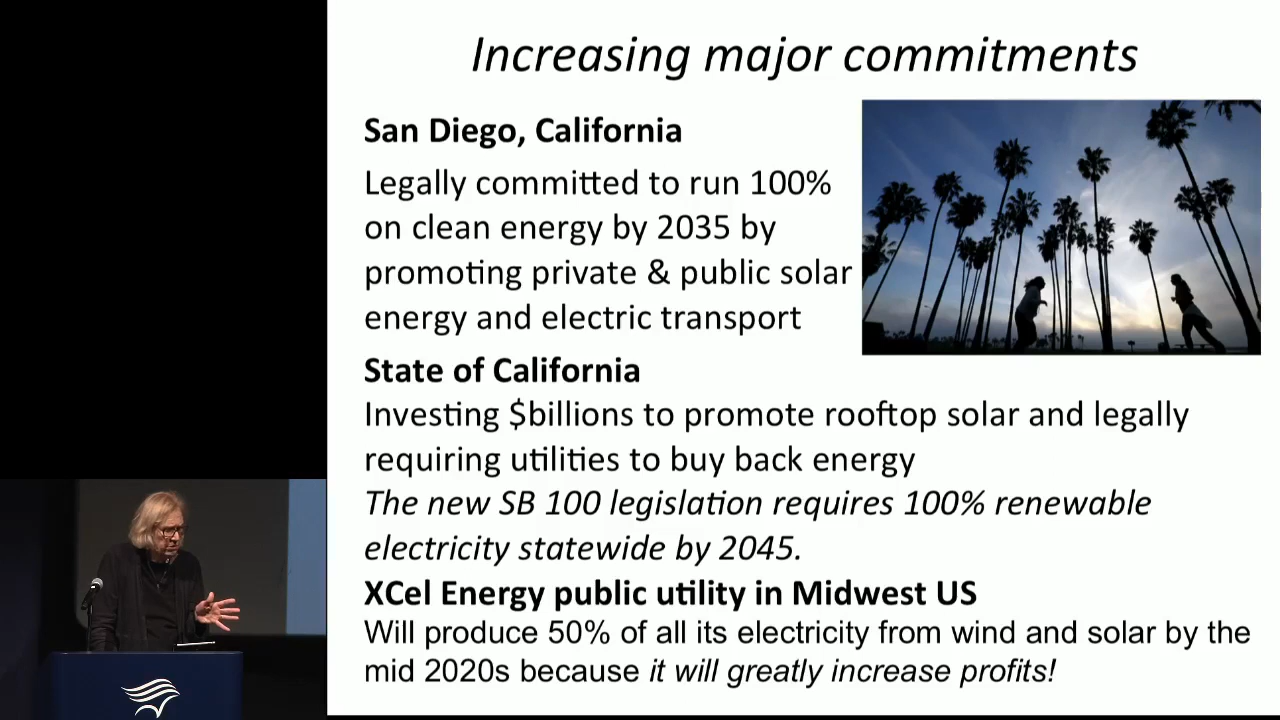 Increasing major commitments
San Diego, California
Legally committed to run 100%
on clean energy by 2035 by
promoting private & public solar
energy and electric transport
State of California
Investing $billions to promote rooftop solar and legally
requiring utilities to buy back energy
The new SB 100 legislation requires 100% renewable
electricity statewide by 2045.
XCel Energy public utility in Midwest US
Will produce 50% of all its electricity from wind and solar by the
mid 2020s because it will greatly increase profits!